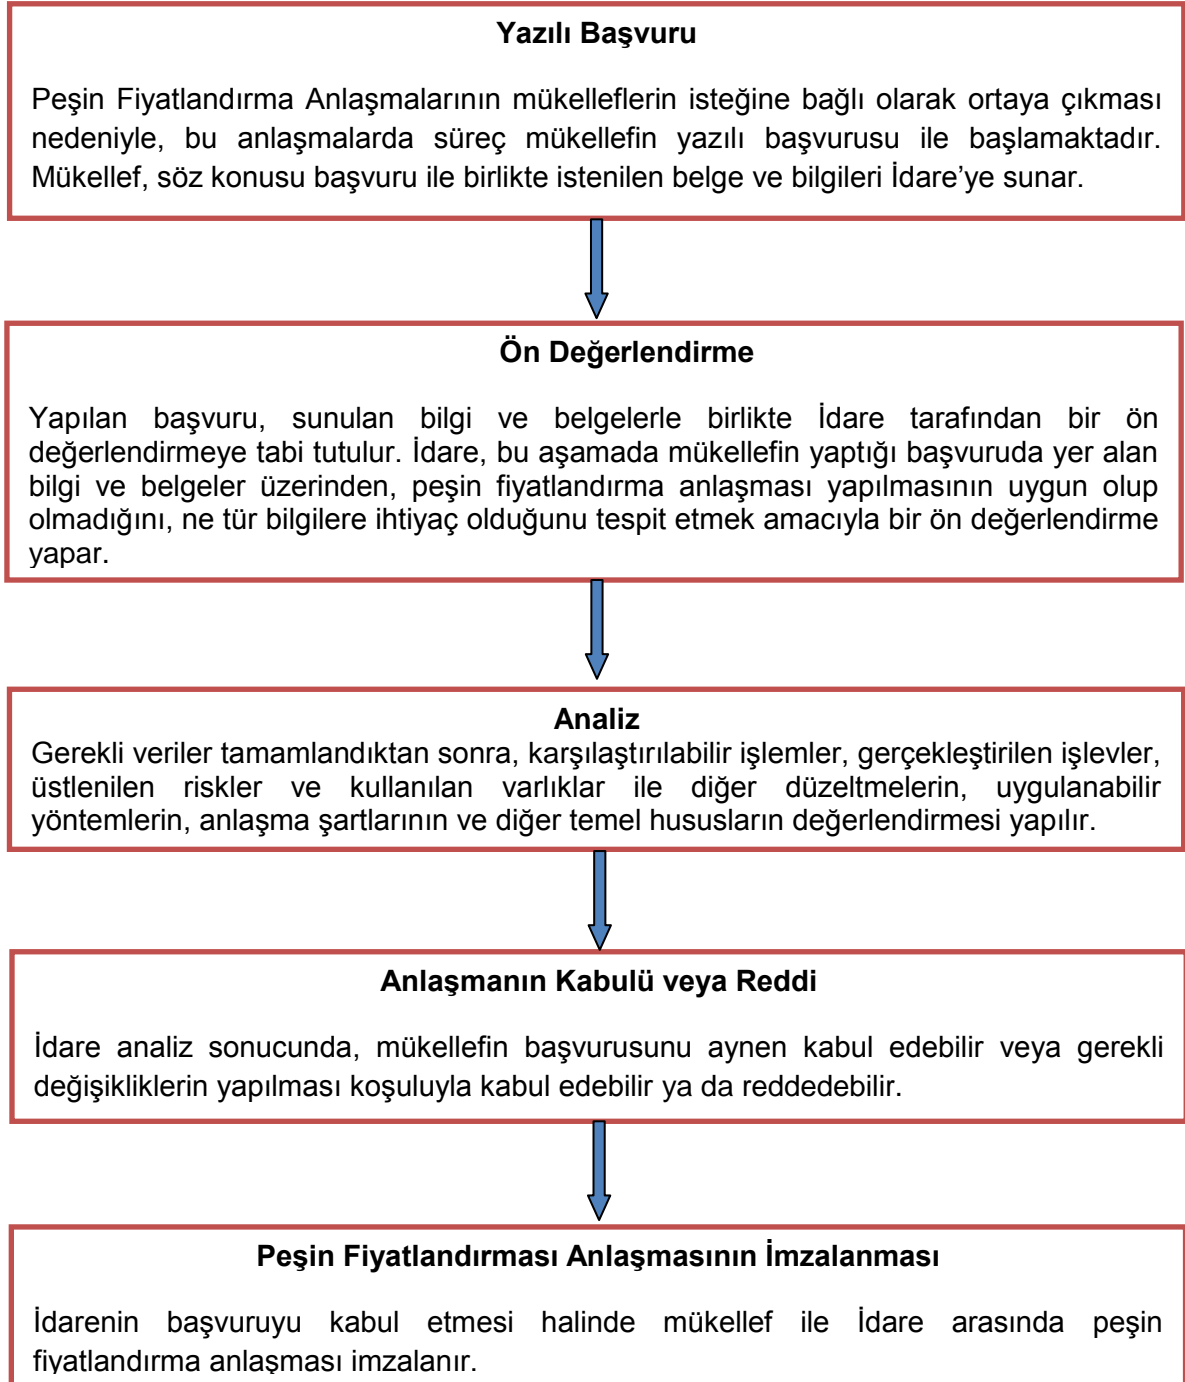 Yazılı Başvuru
Peşin Fiyatlandırma Anlaşmalarının mükelleflerin isteğine bağlı olarak ortaya çıkması
nedeniyle, bu anlaşmalarda süreç mükellefin yazılı başvurusu ile başlamaktadır.
Mükellef, söz konusu başvuru ile birlikte istenilen belge ve bilgileri İdare’ye sunar.
Ön Değerlendirme
Yapılan başvuru, sunulan bilgi ve belgelerle birlikte İdare tarafından bir ön
değerlendirmeye tabi tutulur. İdare, bu aşamada mükellefin yaptığı başvuruda yer alan
bilgi ve belgeler üzerinden, peşin fiyatlandırma anlaşması yapılmasının uygun olup
olmadığını, ne tür bilgilere ihtiyaç olduğunu tespit etmek amacıyla bir ön değerlendirme
yapar.
Analiz
Gerekli veriler tamamlandıktan sonra, karşılaştırılabilir işlemler, gerçekleştirilen işlevler,
üstlenilen riskler ve kullanılan varlıklar ile diğer düzeltmelerin, uygulanabilir
yöntemlerin, anlaşma şartlarının ve diğer temel hususların değerlendirmesi yapılır.
Anlaşmanın Kabulü veya Reddi
İdare analiz sonucunda, mükellefin başvurusunu aynen kabul edebilir veya gerekli
değişikliklerin yapılması koşuluyla kabul edebilir ya da reddedebilir.
Peşin Fiyatlandırması Anlaşmasının İmzalanması
İdarenin başvuruyu kabul etmesi halinde mükellef ile İdare arasında peşin
fiyatlandırma anlaşması imzalanır.